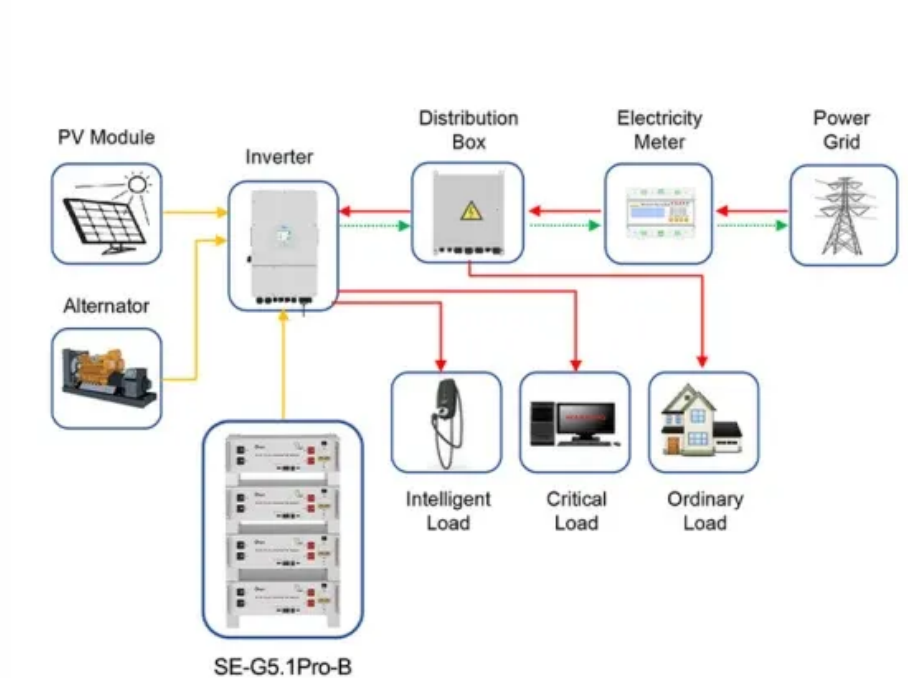 PV Module
Inverter
Distribution
Box
Electricity
Meter
Power
Grid
Alternator
Intelligent
Load
Critical
Load
Ordinary
Load
SE-G5.1Pro-B